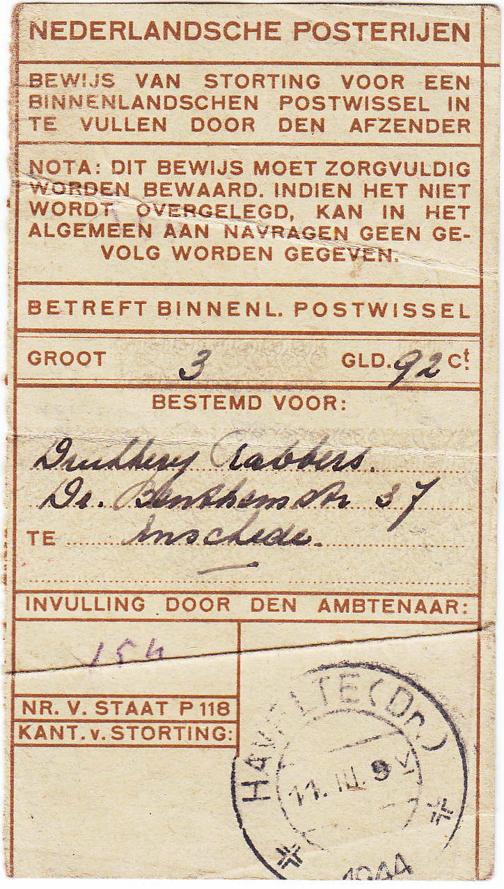 NEDERLANDSCHE POSTERIJEN
BEWIJS VAN STORTING VOOR EEN
BINNENLANDSCHEN POSTWISSEL IN
TE VULLEN DOOR DEN AFZENDER
NOTA: DIT BEWIJS MOET ZORGVULDIG
WORDEN BEWAARD. INDIEN HET NIET
WORDT OVERGELEGD, KAN IN HET
ALGEMEEN AAN NAVRAGEN GEEN GE-
VOLG WORDEN GEGEVEN.
BETREFT BINNENL. POSTWISSEL
GROOT 3 GLD. 92 Ct.
BESTEMD VOOR:
Drukkerij Rabbers.
Dr. Benthemstr 37
TE Enschede.
INVULLING DOOR DEN AMBTENAAR:
154
NR. V. STAAT P 118
KANT. v. STORTING:
HAVELTE (Dr.)
11. III. 9 V
1944